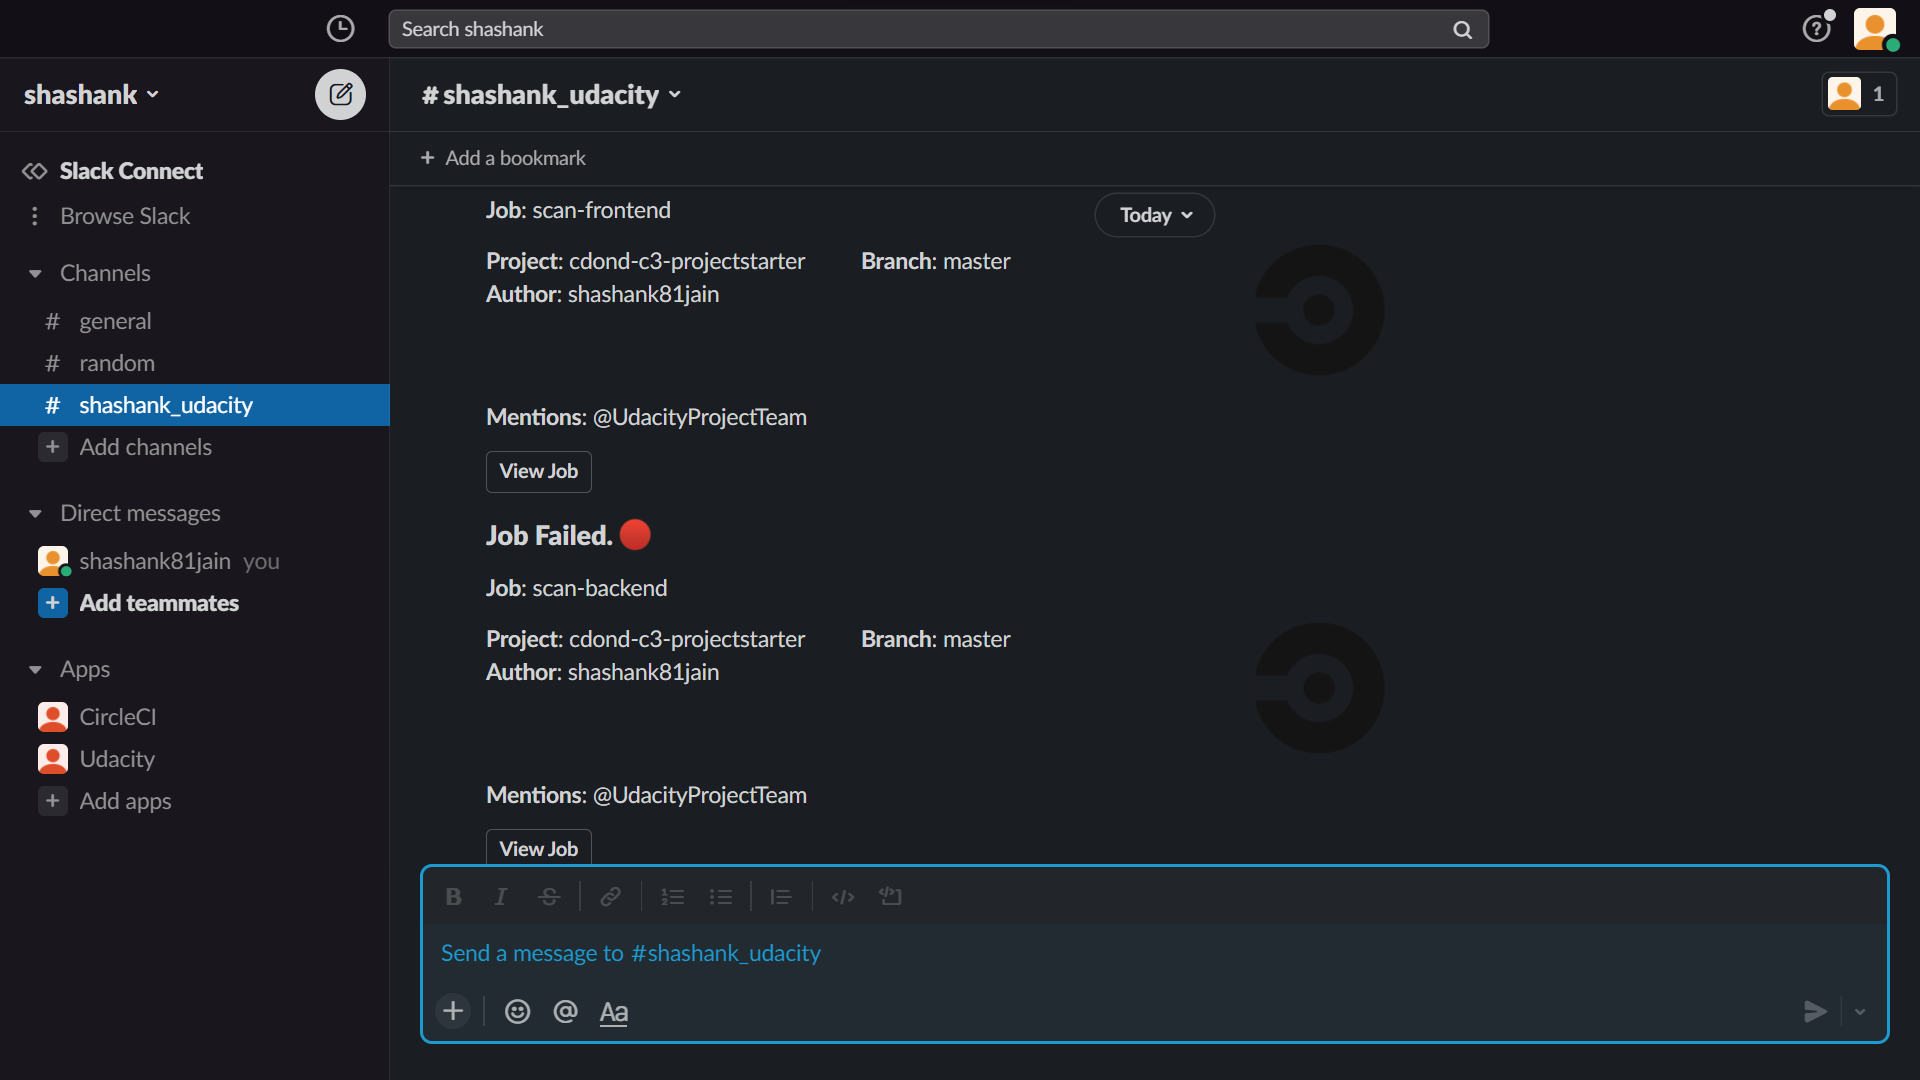 Search shashank
shashank
Slack Connect
Browse Slack
Channels
# general
# random
# shashank_udacity
+ Add channels
Direct messages
shashank81jain you
+ Add teammates
Apps
CircleCI
Udacity
+ Add apps
# shashank_udacity
1
+ Add a bookmark
Today
Job: scan-frontend
Project: cdond-c3-projectstarter Branch: master
Author: shashank81jain
Mentions: @UdacityProjectTeam
View Job
Job Failed.
Job: scan-backend
Project: cdond-c3-projectstarter Branch: master
Author: shashank81jain
Mentions: @UdacityProjectTeam
View Job
B I S
Send a message to #shashank_udacity
+ @ Aa